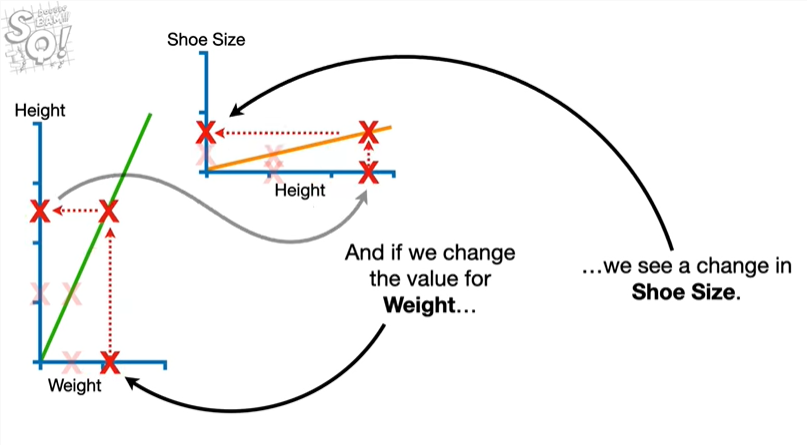 Shoe Size
Height
Height
Weight
And if we change
the value for
Weight…
…we see a change in
Shoe Size.